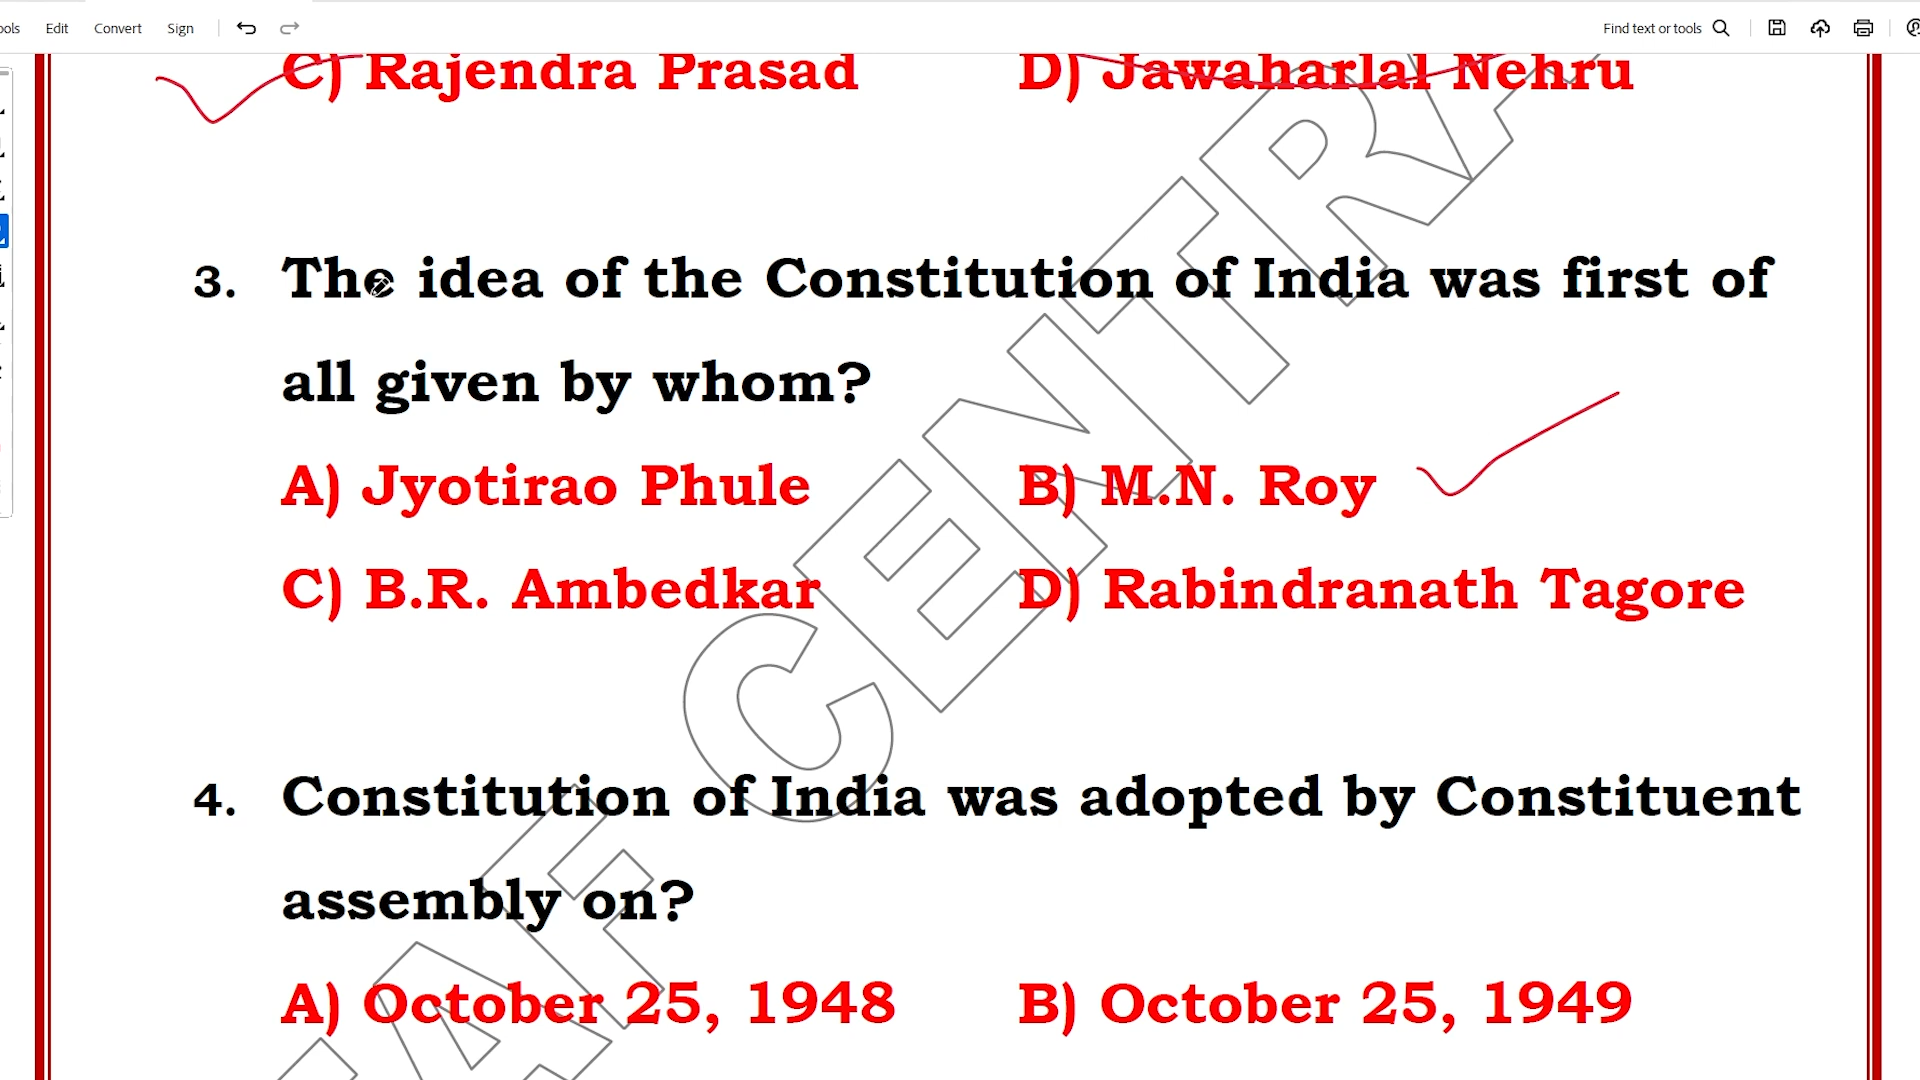 Edit Convert Sign Find text or tools
C) Rajendra Prasad D) Jawaharlal Nehru
3. The idea of the Constitution of India was first of
all given by whom?
A) Jyotirao Phule B) M.N. Roy
C) B.R. Ambedkar D) Rabindranath Tagore
4. Constitution of India was adopted by Constituent
assembly on?
A) October 25, 1948 B) October 25, 1949